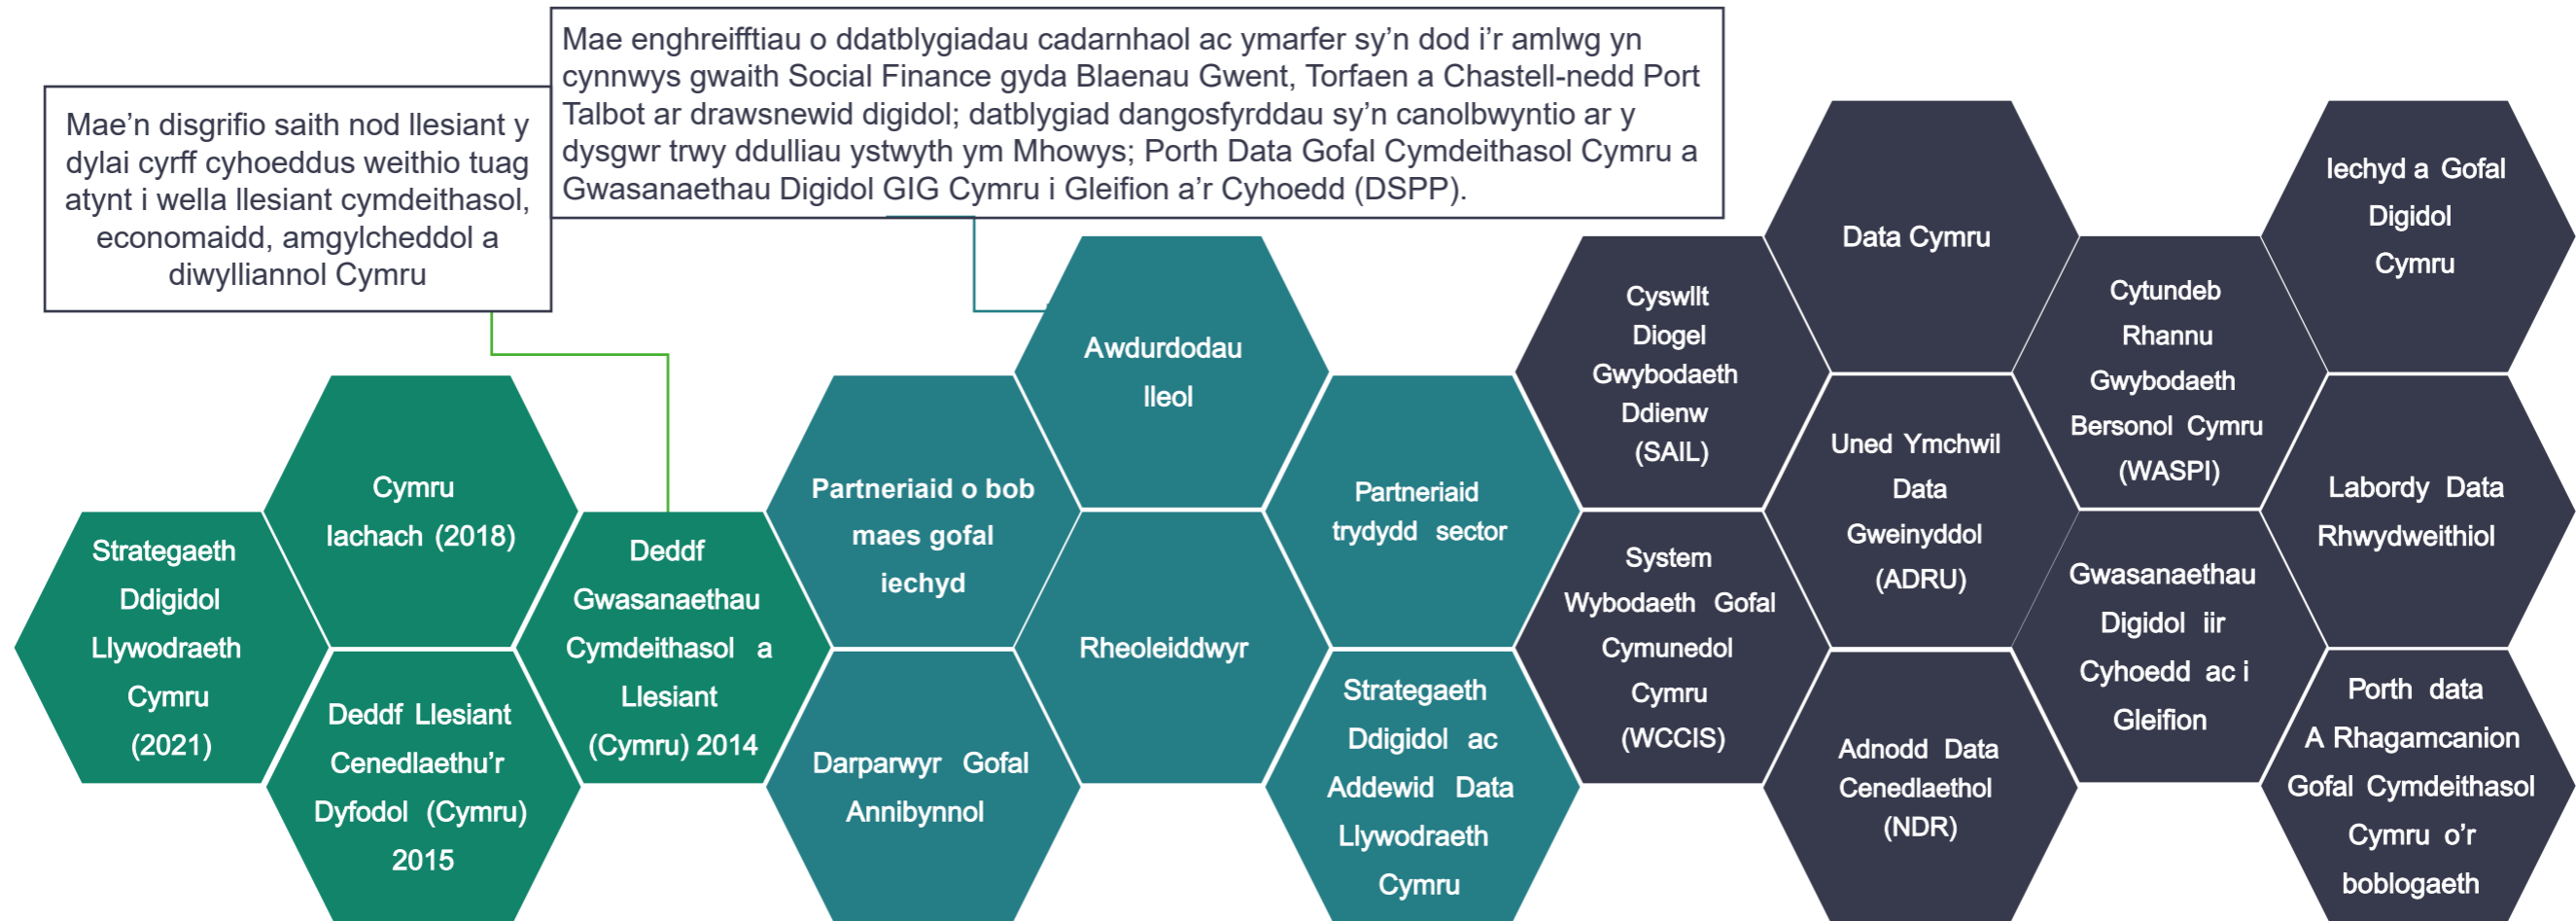 Mae enghreifftiau o ddatblygiadau cadarnhaol ac ymarfer sy'n dod i'r amlwg yn
cynnwys gwaith Social Finance gyda Blaenau Gwent, Torfaen a Chastell-nedd Port
Talbot ar drawsnewid digidol; datblygiad dangosfyrddau sy'n canolbwyntio ar y
dysgwr trwy ddulliau ystwyth ym Mhowys; Porth Data Gofal Cymdeithasol Cymru a
Gwasanaethau Digidol GIG Cymru i Gleifion a'r Cyhoedd (DSPP).
Mae'n disgrifio saith nod llesiant y
dylai cyrff cyhoeddus weithio tuag
atynt i wella llesiant cymdeithasol,
economaidd, amgylcheddol a
diwylliannol Cymru
Strategaeth
Ddigidol
Llywodraeth
Cymru
(2021)
Cymru
Iachach (2018)
Deddf Llesiant
Cenedlaethu'r
Dyfodol (Cymru)
2015
Deddf
Gwasanaethau
Cymdeithasol a
Llesiant
(Cymru) 2014
Partneriaid o bob
maes gofal
iechyd
Darparwyr Gofal
Annibynnol
Awdurdodau
lleol
Rheoleiddwyr
Partneriaid
trydydd sector
Strategaeth
Ddigidol ac
Addewid Data
Llywodraeth
Cymru
Cyswllt
Diogel
Gwybodaeth
Ddienw
(SAIL)
System
Wybodaeth Gofal
Cymunedol
Cymru
(WCCIS)
Data Cymru
Uned Ymchwil
Data
Gweinyddol
(ADRU)
Adnodd Data
Cenedlaethol
(NDR)
Cytundeb
Rhannu
Gwybodaeth
Bersonol Cymru
(WASPI)
Gwasanaethau
Digidol iir
Cyhoedd ac i
Gleifion
Iechyd a Gofal
Digidol
Cymru
Labordy Data
Rhwydweithiol
Porth data
A Rhagamcanion
Gofal Cymdeithasol
Cymru o'r
boblogaeth